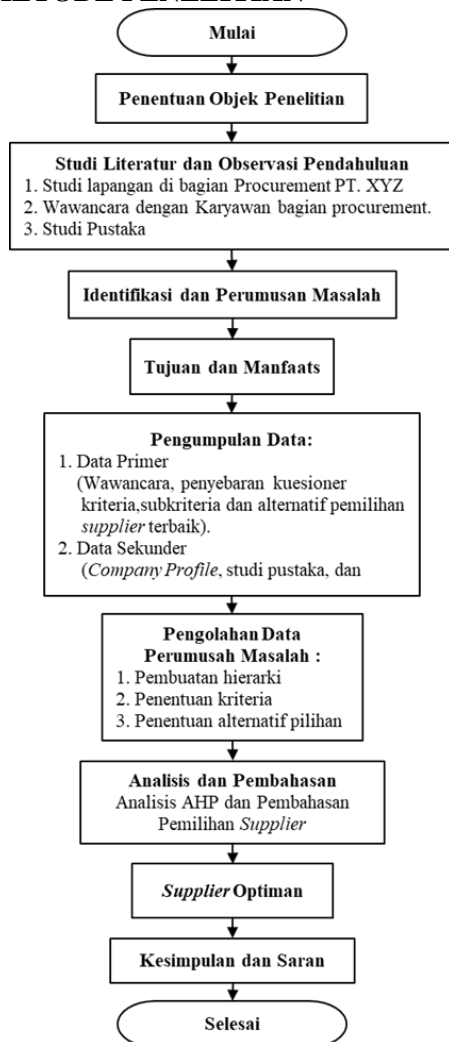 Mulai
Penentuan Objek Penelitian
Studi Literatur dan Observasi Pendahuluan
1. Studi lapangan di bagian Procurement PT. XYZ
2. Wawancara dengan Karyawan bagian procurement.
3. Studi Pustaka
Identifikasi dan Perumusan Masalah
Tujuan dan Manfaats
Pengumpulan Data:
1. Data Primer
(Wawancara, penyebaran kuesioner
kriteria,subkriteria dan alternatif pemilihan
supplier terbaik).
2. Data Sekunder
(Company Profile, studi pustaka, dan
Pengolahan Data
Perumusah Masalah :
1. Pembuatan hierarki
2. Penentuan kriteria
3. Penentuan alternatif pilihan
Analisis dan Pembahasan
Analisis AHP dan Pembahasan
Pemilihan Supplier
Supplier Optiman
Kesimpulan dan Saran
Selesai